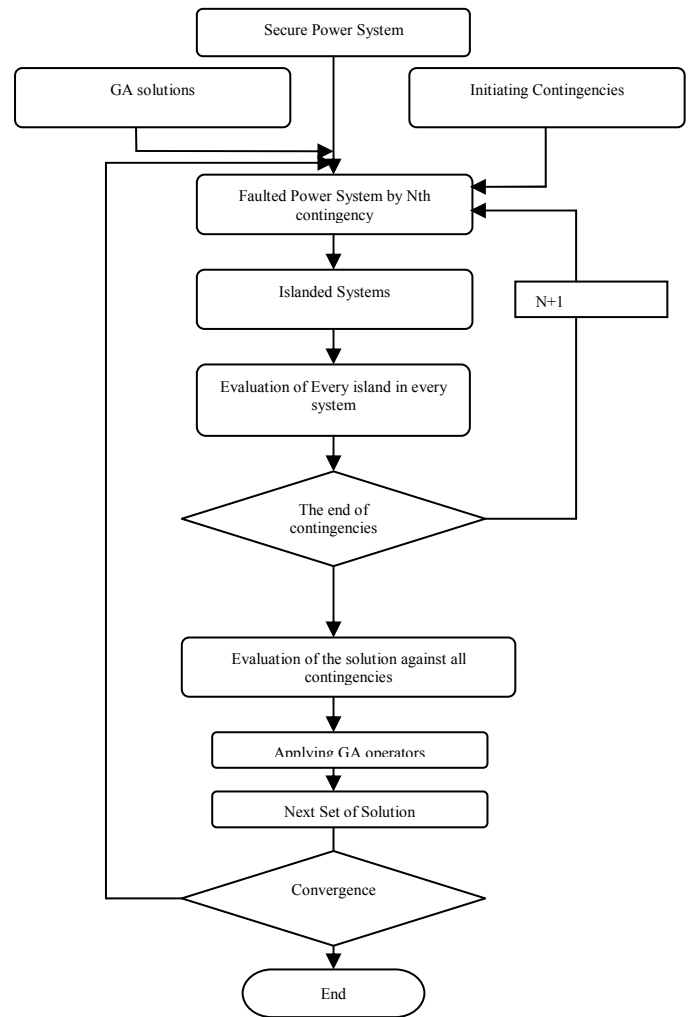 Secure Power System
GA solutions
Initiating Contingencies
Faulted Power System by Nth
contingency
Islanded Systems
N+1
Evaluation of Every island in every
system
The end of
contingencies
Evaluation of the solution against all
contingencies
Applying GA operators
Next Set of Solution
Convergence
End